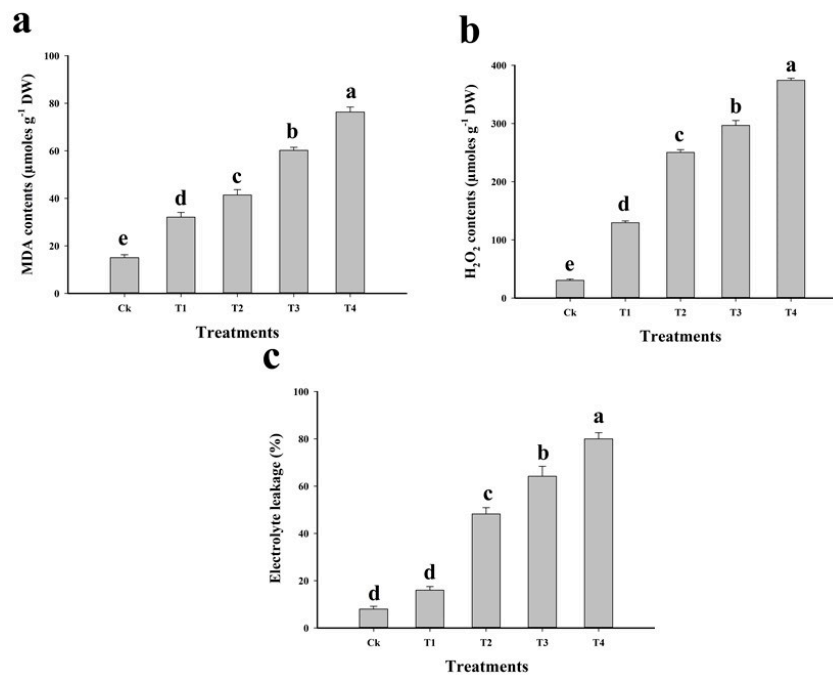 a
MDA contents (μmoles g⁻¹ DW)
100
80
60
40
20
0
e
d
c
b
a
Ck T1 T2 T3 T4
Treatments
b
H₂O₂ contents (μmoles g⁻¹ DW)
400
300
200
100
0
e
d
c
b
a
Ck T1 T2 T3 T4
Treatments
c
Electrolyte leakage (%)
100
80
60
40
20
0
d
d
c
b
a
Ck T1 T2 T3 T4
Treatments